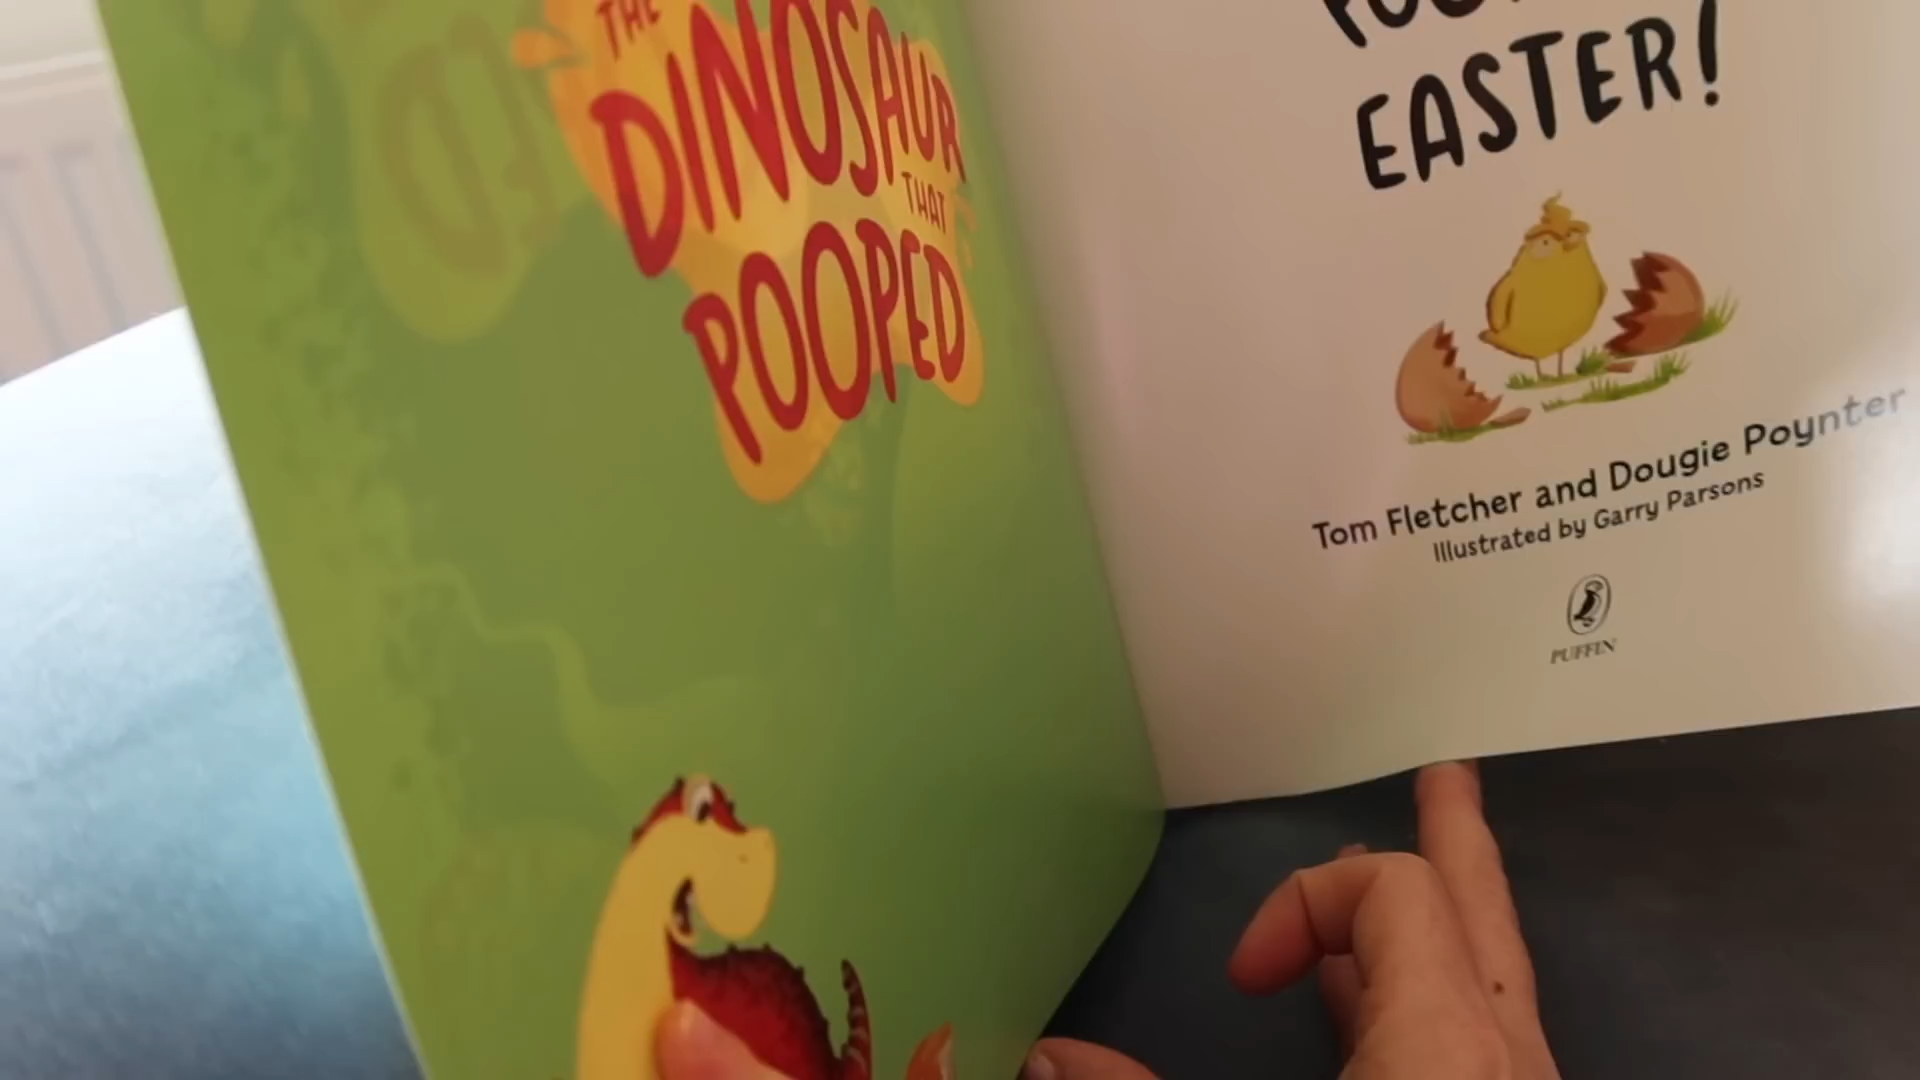 THE
DINOSAUR
THAT
POOPED
EASTER!
Tom Fletcher and Dougie Poynter
Illustrated by Garry Parsons
PUFFIN